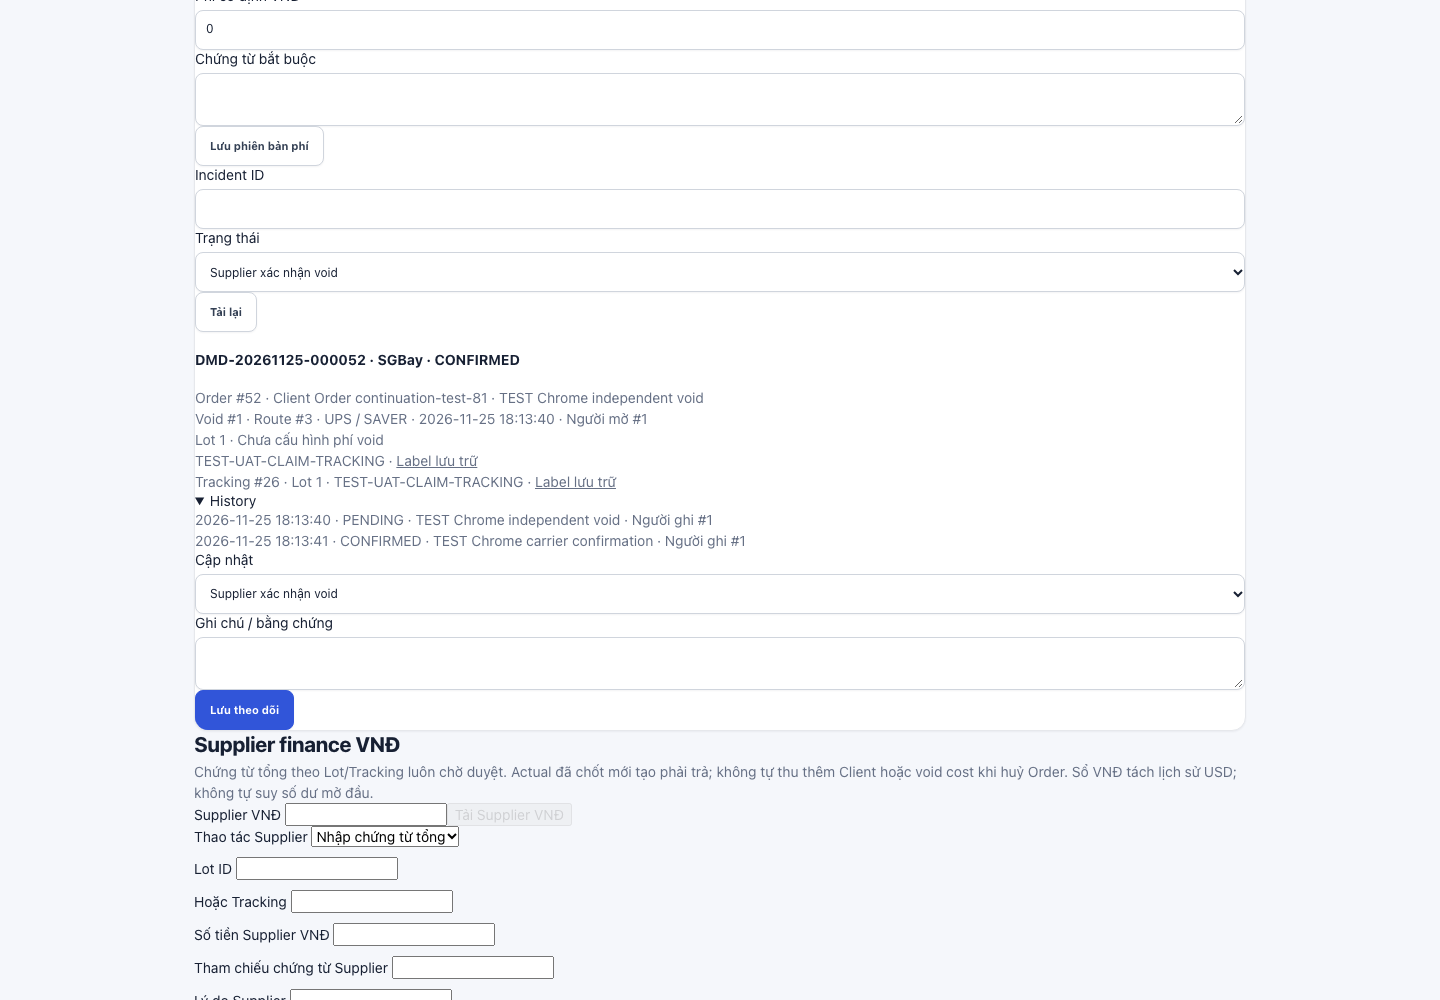 0
Chứng từ bắt buộc
Lưu phiên bản phí
Incident ID
Trạng thái
Supplier xác nhận void
Tải lại
DMD-20261125-000052 · SGBay · CONFIRMED
Order #52 · Client Order continuation-test-81 · TEST Chrome independent void
Void #1 · Route #3 · UPS / SAVER · 2026-11-25 18:13:40 · Người mở #1
Lot 1 · Chưa cấu hình phí void
TEST-UAT-CLAIM-TRACKING · Label lưu trữ
Tracking #26 · Lot 1 · TEST-UAT-CLAIM-TRACKING · Label lưu trữ
▼ History
2026-11-25 18:13:40 · PENDING · TEST Chrome independent void · Người ghi #1
2026-11-25 18:13:41 · CONFIRMED · TEST Chrome carrier confirmation · Người ghi #1
Cập nhật
Supplier xác nhận void
Ghi chú / bằng chứng
Lưu theo dõi
Supplier finance VNĐ
Chứng từ tổng theo Lot/Tracking luôn chờ duyệt. Actual đã chốt mới tạo phải trả; không tự thu thêm Client hoặc void cost khi huỷ Order. Sổ VNĐ tách lịch sử USD;
không tự suy số dư mở đầu.
Supplier VNĐ Tải Supplier VNĐ
Thao tác Supplier Nhập chứng từ tổng
Lot ID
Hoặc Tracking
Số tiền Supplier VNĐ
Tham chiếu chứng từ Supplier
Lý do Supplier